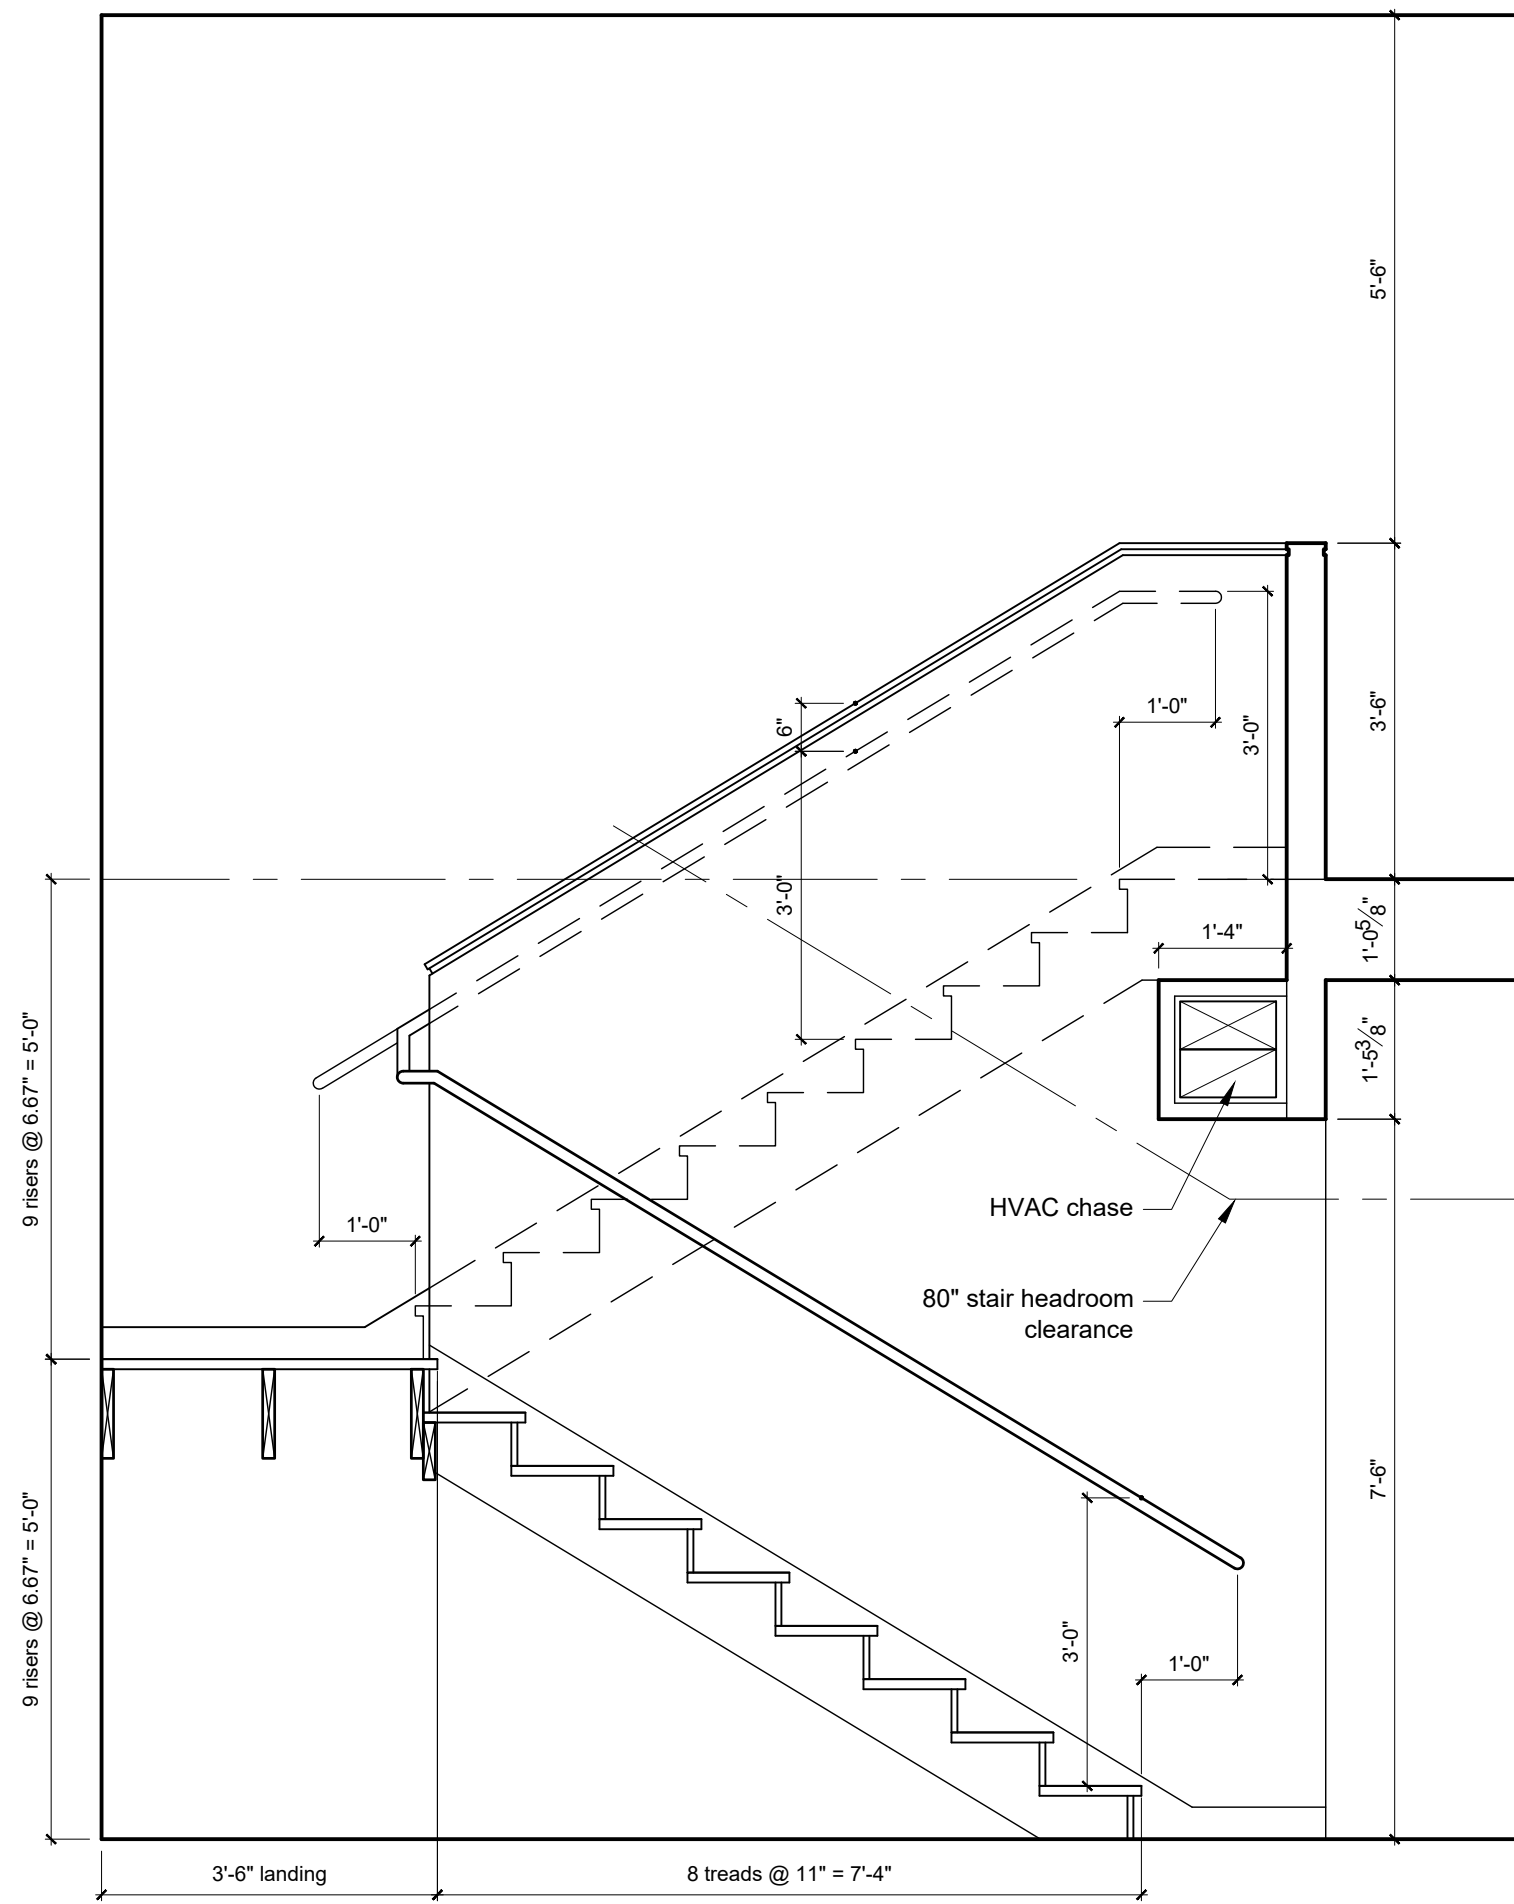 5'-6"
3'-6"
1'-0"
3'-0"
6"
3'-0"
1'-4"
1'-0⅝"
1'-5⅜"
9 risers @ 6.67" = 5'-0"
HVAC chase
1'-0"
80" stair headroom
clearance
7'-6"
9 risers @ 6.67" = 5'-0"
3'-0"
1'-0"
3'-6" landing
8 treads @ 11" = 7'-4"